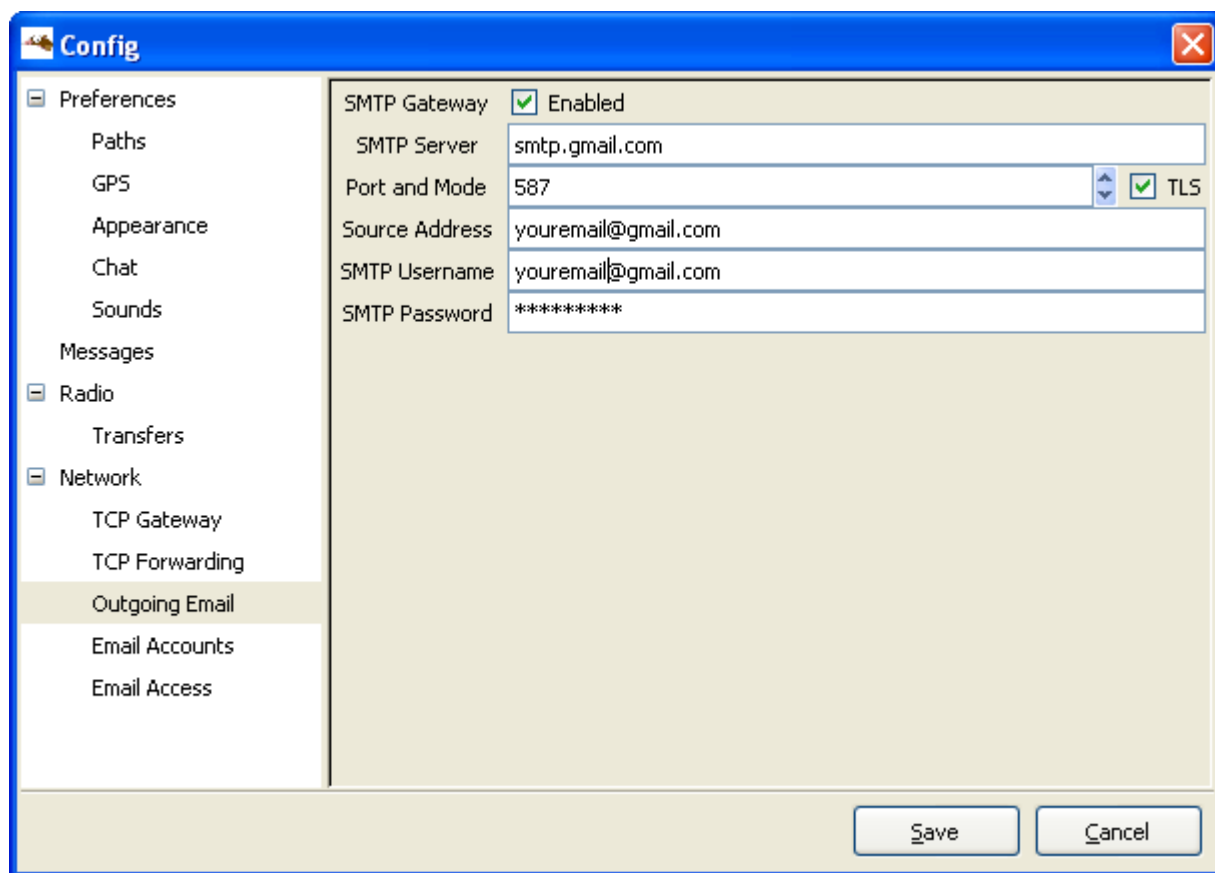 Config
Preferences
Paths
GPS
Appearance
Chat
Sounds
Messages
Radio
Transfers
Network
TCP Gateway
TCP Forwarding
Outgoing Email
Email Accounts
Email Access
SMTP Gateway Enabled
SMTP Server smtp.gmail.com
Port and Mode 587 TLS
Source Address youremail@gmail.com
SMTP Username youremail@gmail.com
SMTP Password *********
Save Cancel